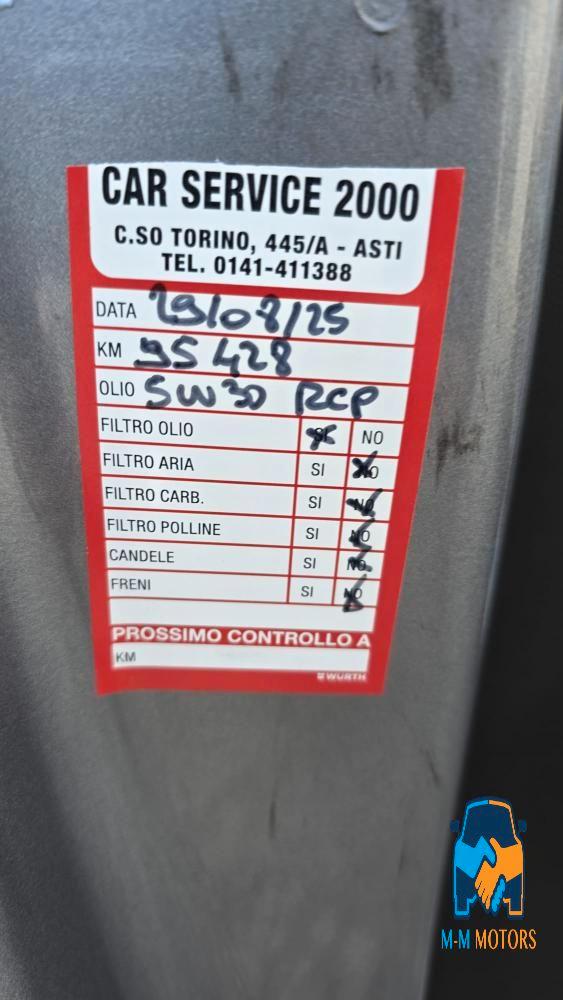 CAR SERVICE 2000
C.SO TORINO, 445/A - ASTI
TEL. 0141-411388
DATA 29/08/25
KM 95428
OLIO 5W30 RCP
FILTRO OLIO SI NO
FILTRO ARIA SI NO
FILTRO CARB. SI NO
FILTRO POLLINE SI NO
CANDELE SI NO
FRENI SI NO
PROSSIMO CONTROLLO A
KM
WÜRTH
M-M MOTORS